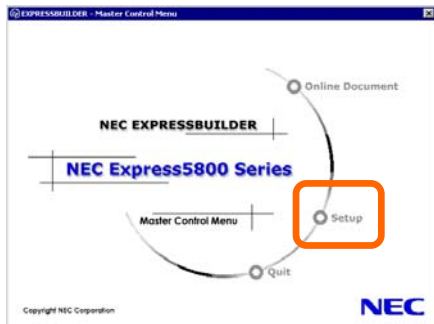 EXPRESSBUILDER - Master Control Menu
Online Document
NEC EXPRESSBUILDER
NEC Express5800 Series
Master Control Menu
Setup
Quit
Copyright NEC Corporation
NEC